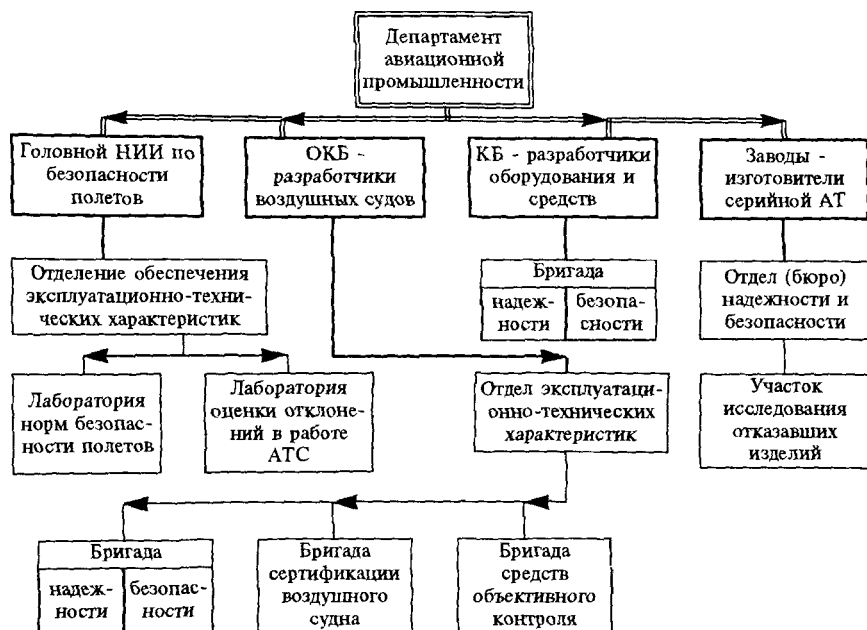 Департамент
авиационной
промышленности
Головной НИИ по
безопасности
полетов
ОКБ -
разработчики
воздушных судов
КБ - разработчики
оборудования и
средств
Заводы -
изготовители
серийной АТ
Отделение обеспечения
эксплуатационно-техни-
ческих характеристик
Бригада
надеж-
ности
безопа-
сности
Отдел (бюро)
надежности и
безопасности
Лаборатория
норм безопас-
ности полетов
Лаборатория
оценки отклоне-
ний в работе
АТС
Отдел эксплуатаци-
онно-технических
характеристик
Участок
исследования
отказавших
изделий
Бригада
надеж-
ности
безопас-
ности
Бригада
сертификации
воздушного
судна
Бригада
средств
объективного
контроля